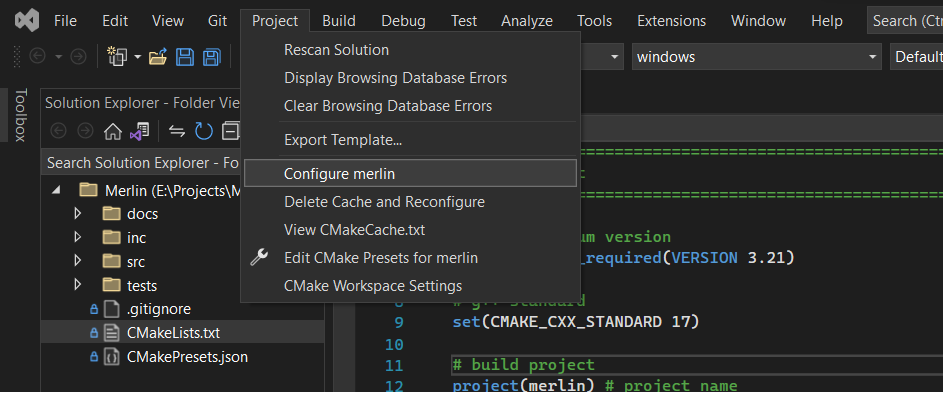 File Edit View Git Project Build Debug Test Analyze Tools Extensions Window Help Search (Ctrl
windows Default
Toolbox
Solution Explorer - Folder Vie
Search Solution Explorer - Fo
Merlin (E:\Projects\M
docs
inc
src
tests
.gitignore
CMakeLists.txt
CMakePresets.json
Rescan Solution
Display Browsing Database Errors
Clear Browsing Database Errors
Export Template...
Configure merlin
Delete Cache and Reconfigure
View CMakeCache.txt
Edit CMake Presets for merlin
CMake Workspace Settings
um version
_required(VERSION 3.21)
9 set(CMAKE_CXX_STANDARD 17)
10
11 # build project
12 project(merlin) # project name